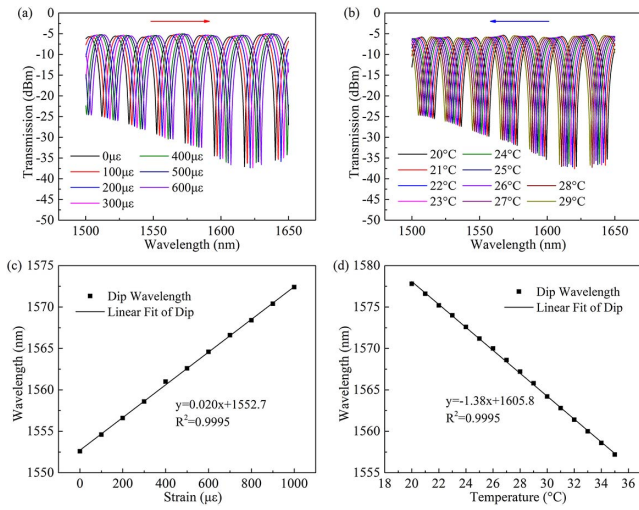 (a)
-5
-10
-15
-20
-25
-30
-35
-40
-45
-50
Transmission (dBm)
0με
100με
200με
300με
400με
500με
600με
1500
1550
1600
1650
Wavelength (nm)
(b)
-5
-10
-15
-20
-25
-30
-35
-40
-45
-50
Transmission (dBm)
20°C
21°C
22°C
23°C
24°C
25°C
26°C
27°C
28°C
29°C
1500
1550
1600
1650
Wavelength (nm)
(c)
1575
1570
1565
1560
1555
1550
Wavelength (nm)
Dip Wavelength
Linear Fit of Dip
y=0.020x+1552.7
R²=0.9995
0
200
400
600
800
1000
Strain (με)
(d)
1580
1575
1570
1565
1560
1555
Wavelength (nm)
Dip Wavelength
Linear Fit of Dip
y=-1.38x+1605.8
R²=0.9995
18
20
22
24
26
28
30
32
34
36
Temperature (°C)